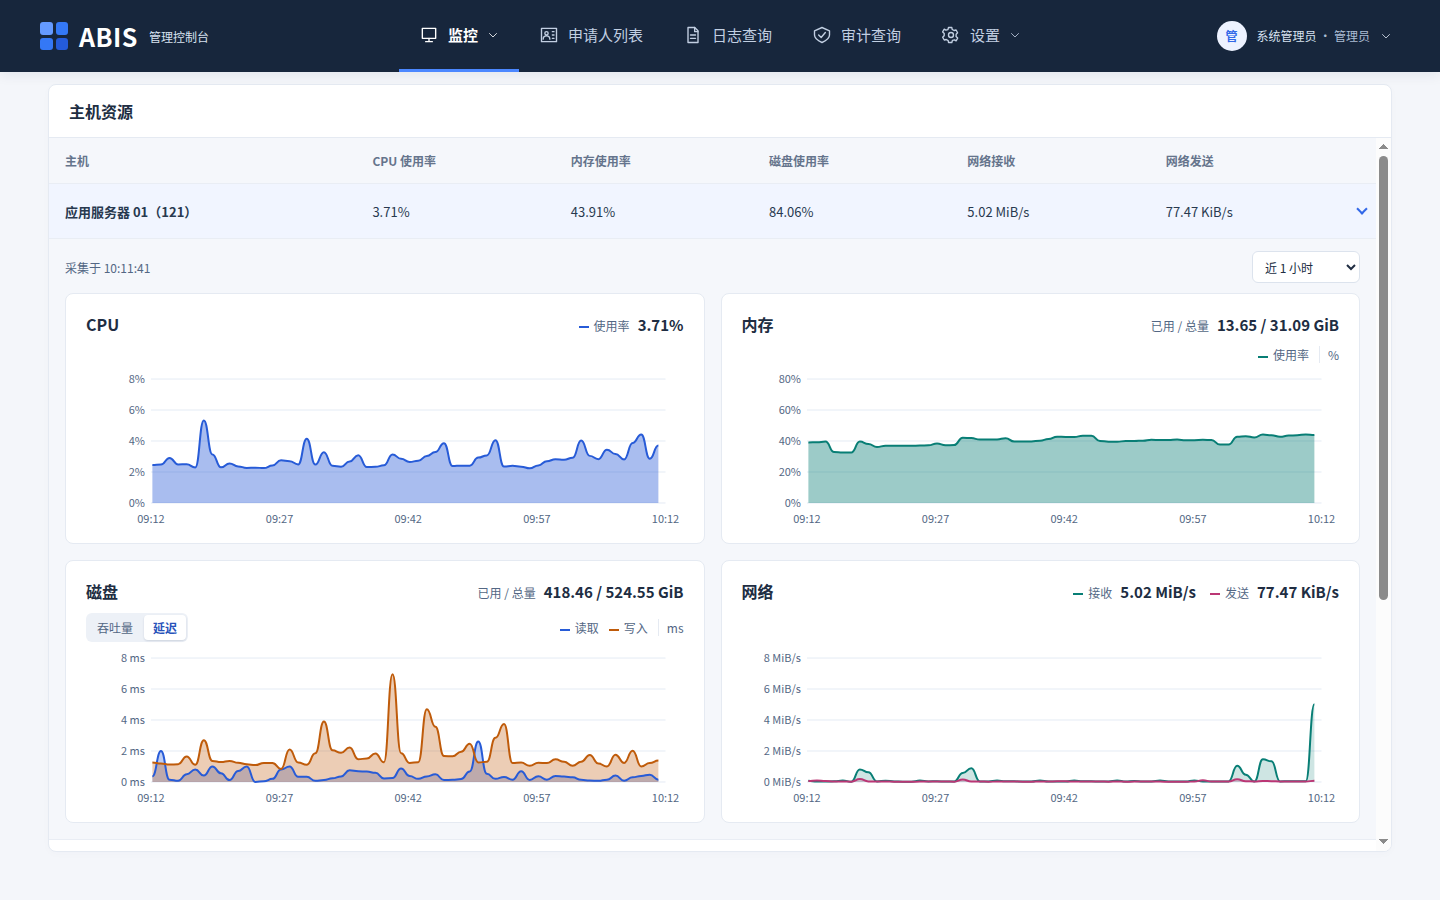 ABIS 管理控制台 监控 申请人列表 日志查询 审计查询 设置 管 系统管理员 · 管理员
主机资源
主机 CPU 使用率 内存使用率 磁盘使用率 网络接收 网络发送
应用服务器 01（121） 3.71% 43.91% 84.06% 5.02 MiB/s 77.47 KiB/s
采集于 10:11:41 近 1 小时
CPU 使用率 3.71%
8%
6%
4%
2%
0%
09:12 09:27 09:42 09:57 10:12
内存 已用 / 总量 13.65 / 31.09 GiB
使用率 %
80%
60%
40%
20%
0%
09:12 09:27 09:42 09:57 10:12
磁盘 已用 / 总量 418.46 / 524.55 GiB
吞吐量 延迟 读取 写入 ms
8 ms
6 ms
4 ms
2 ms
0 ms
09:12 09:27 09:42 09:57 10:12
网络 接收 5.02 MiB/s 发送 77.47 KiB/s
8 MiB/s
6 MiB/s
4 MiB/s
2 MiB/s
0 MiB/s
09:12 09:27 09:42 09:57 10:12